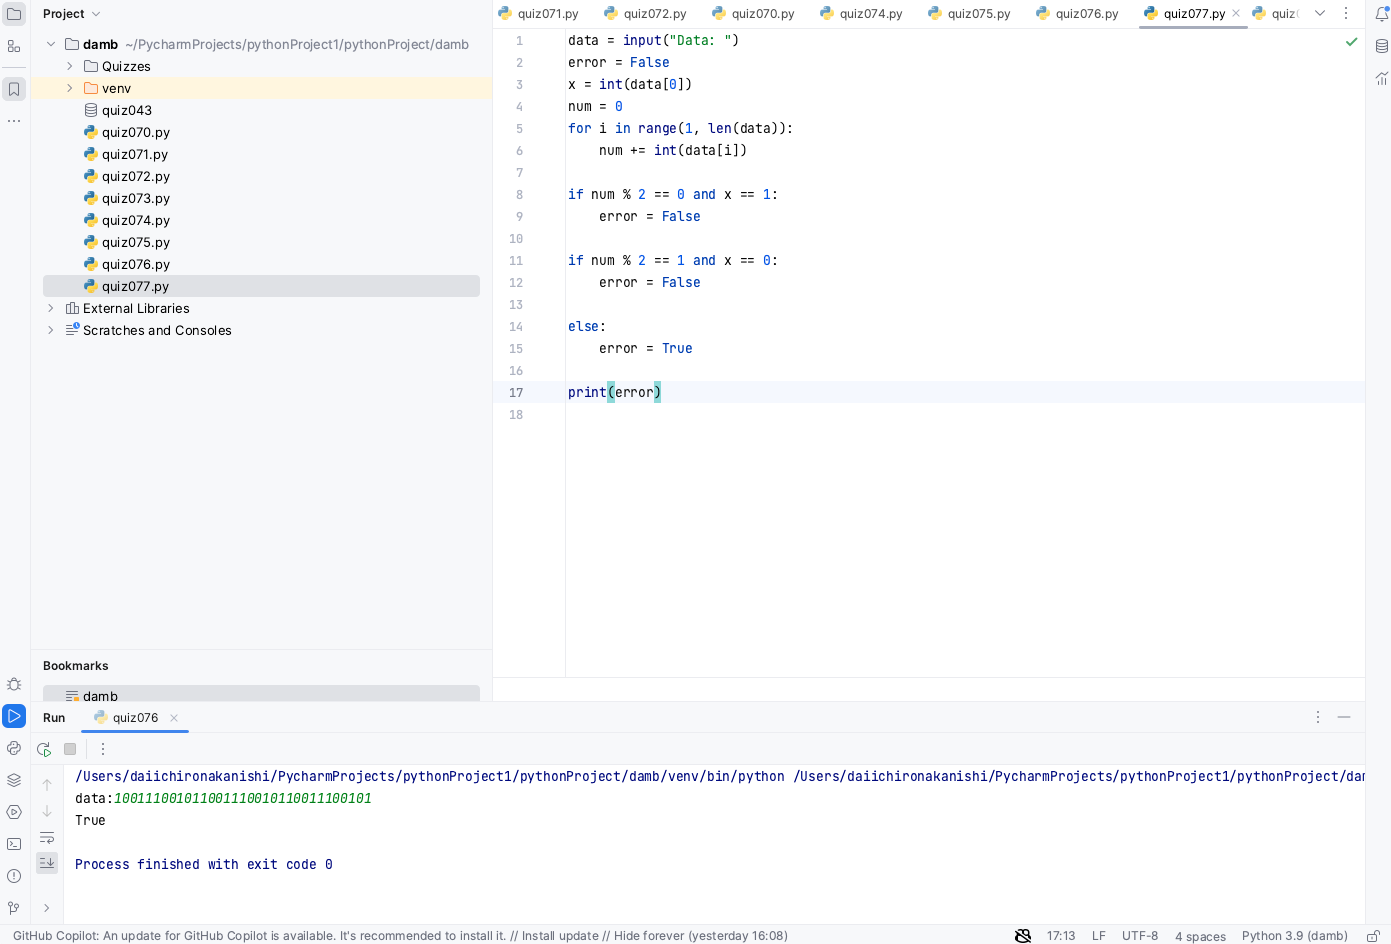 Project
damb ~/PycharmProjects/pythonProject1/pythonProject/damb
Quizzes
venv
quiz043
quiz070.py
quiz071.py
quiz072.py
quiz073.py
quiz074.py
quiz075.py
quiz076.py
quiz077.py
External Libraries
Scratches and Consoles
quiz071.py quiz072.py quiz070.py quiz074.py quiz075.py quiz076.py quiz077.py quiz
1 data = input("Data: ")
2 error = False
3 x = int(data[0])
4 num = 0
5 for i in range(1, len(data)):
6 num += int(data[i])
7
8 if num % 2 == 0 and x == 1:
9 error = False
10
11 if num % 2 == 1 and x == 0:
12 error = False
13
14 else:
15 error = True
16
17 print(error)
18
Bookmarks
damb
Run quiz076
/Users/daiichironakanishi/PycharmProjects/pythonProject1/pythonProject/damb/venv/bin/python /Users/daiichironakanishi/PycharmProjects/pythonProject1/pythonProject/dam
data:100111001011001110010110011100101
True
Process finished with exit code 0
GitHub Copilot: An update for GitHub Copilot is available. It's recommended to install it. // Install update // Hide forever (yesterday 16:08)
17:13 LF UTF-8 4 spaces Python 3.9 (damb)